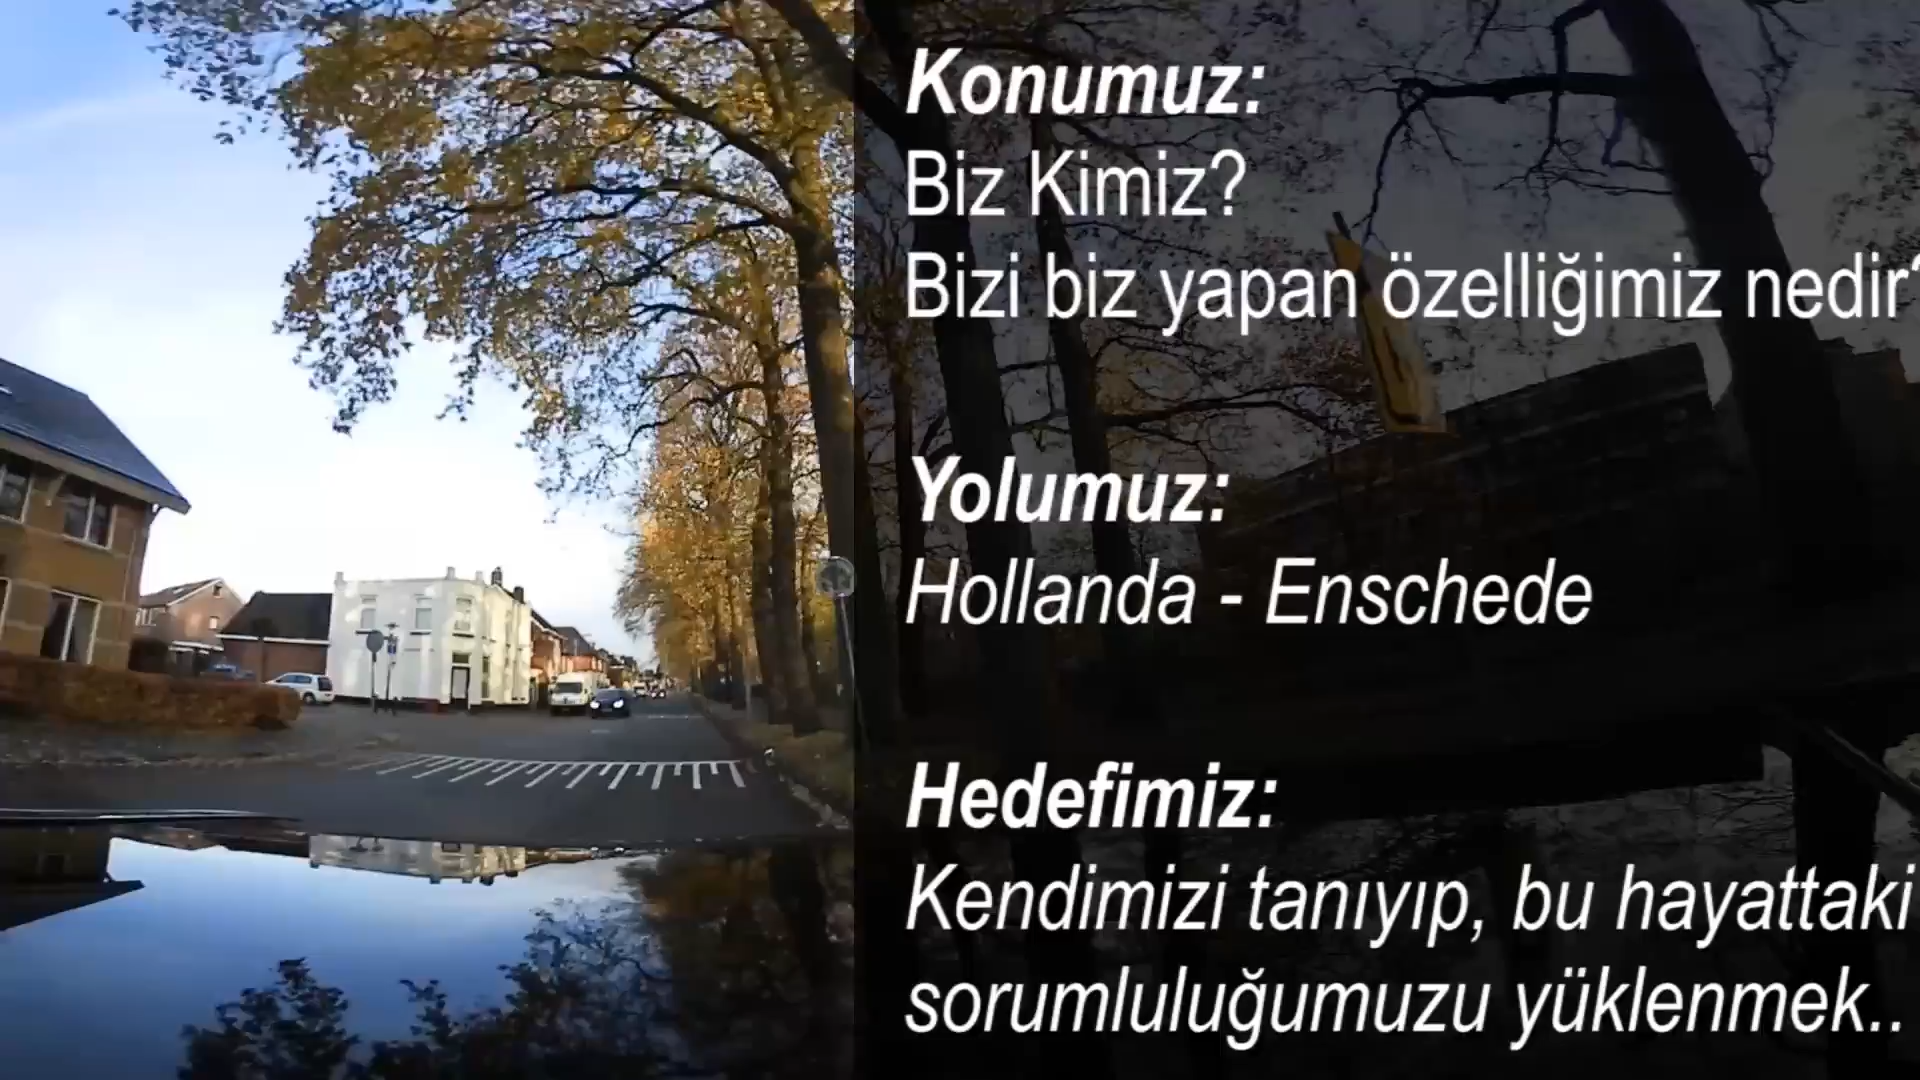 Konumuz:
Biz Kimiz?
Bizi biz yapan özelliğimiz nedir?
Yolumuz:
Hollanda - Enschede
Hedefimiz:
Kendimizi tanıyıp, bu hayattaki
sorumluluğumuzu yüklenmek..